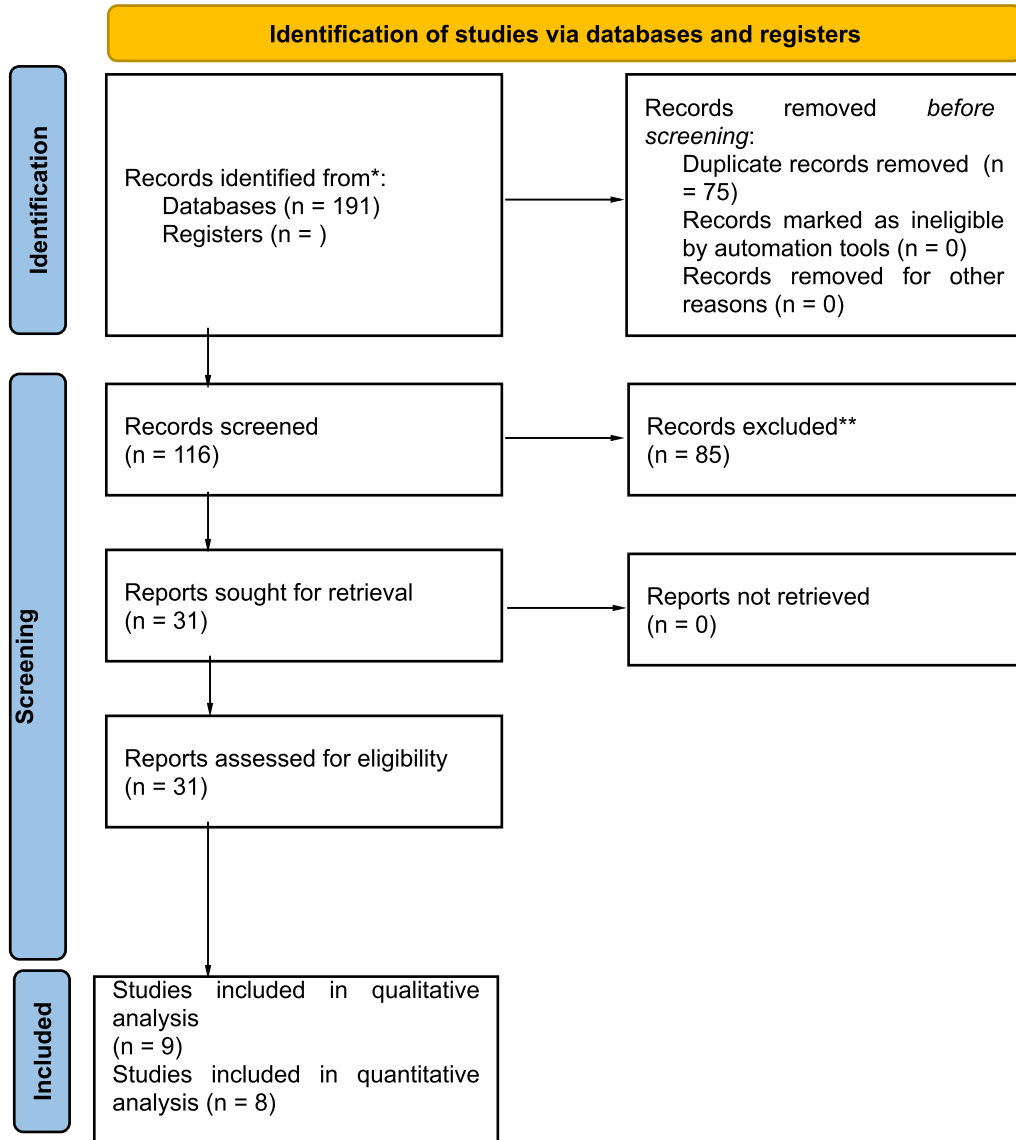 Identification of studies via databases and registers
Identification
Records identified from*:
Databases (n = 191)
Registers (n = )
Records removed before
screening:
Duplicate records removed (n
= 75)
Records marked as ineligible
by automation tools (n = 0)
Records removed for other
reasons (n = 0)
Screening
Records screened
(n = 116)
Records excluded**
(n = 85)
Reports sought for retrieval
(n = 31)
Reports not retrieved
(n = 0)
Reports assessed for eligibility
(n = 31)
Included
Studies included in qualitative
analysis
(n = 9)
Studies included in quantitative
analysis (n = 8)